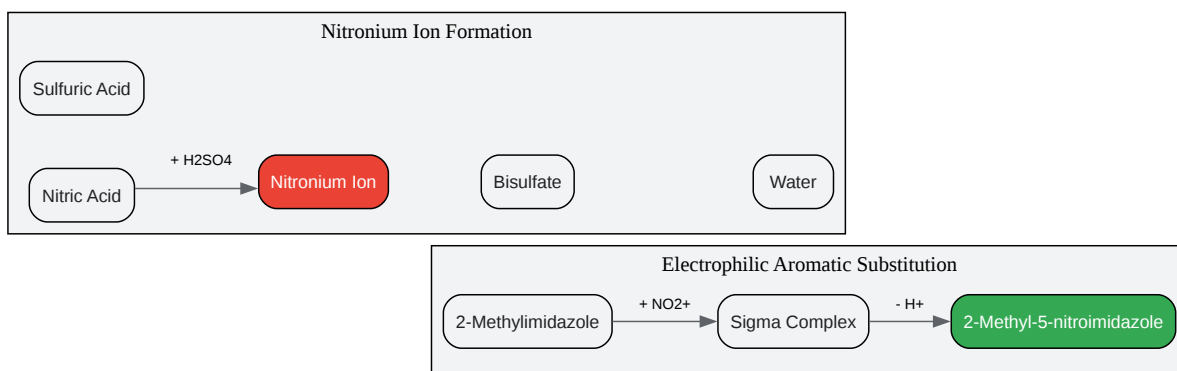 Nitronium Ion Formation
Sulfuric Acid
+ H2SO4
Nitric Acid
Nitronium Ion
Bisulfate
Water
Electrophilic Aromatic Substitution
+ NO2+
- H+
2-Methylimidazole
Sigma Complex
2-Methyl-5-nitroimidazole